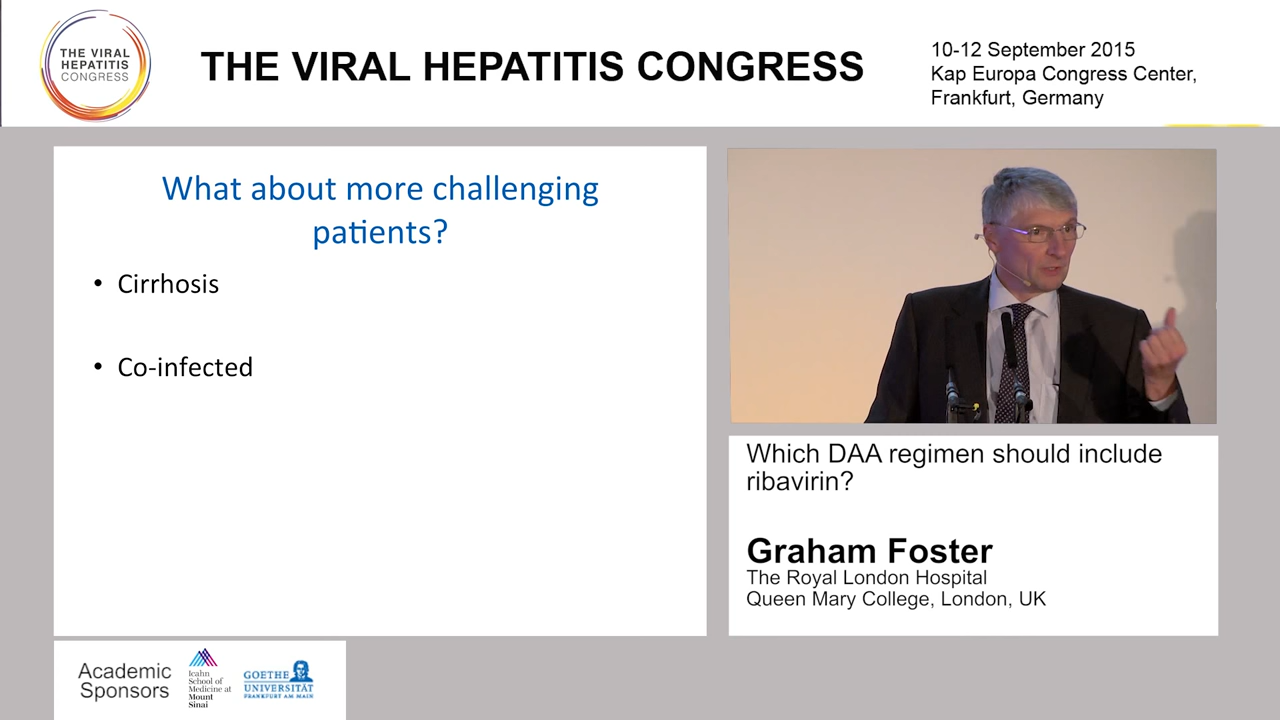 THE VIRAL
HEPATITIS
CONGRESS
THE VIRAL HEPATITIS CONGRESS
10-12 September 2015
Kap Europa Congress Center,
Frankfurt, Germany
What about more challenging
patients?
• Cirrhosis
• Co-infected
Which DAA regimen should include
ribavirin?
Graham Foster
The Royal London Hospital
Queen Mary College, London, UK
Academic
Sponsors
Icahn
School of
Medicine at
Mount
Sinai
GOETHE
UNIVERSITÄT
FRANKFURT AM MAIN